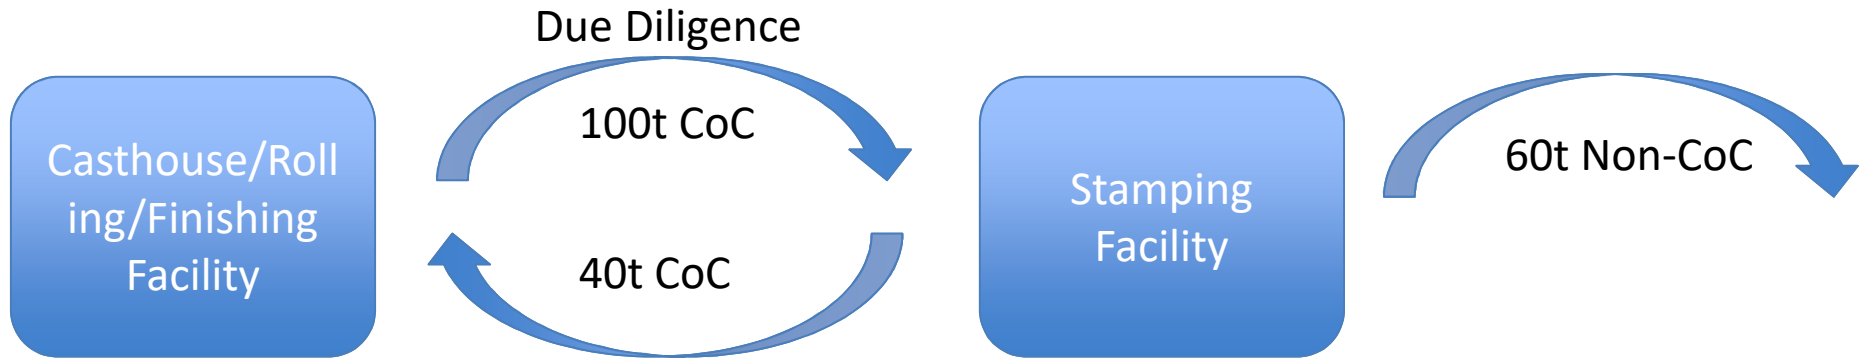 Due Diligence
Casthouse/Roll
ing/Finishing
Facility
100t CoC
40t CoC
Stamping
Facility
60t Non-CoC